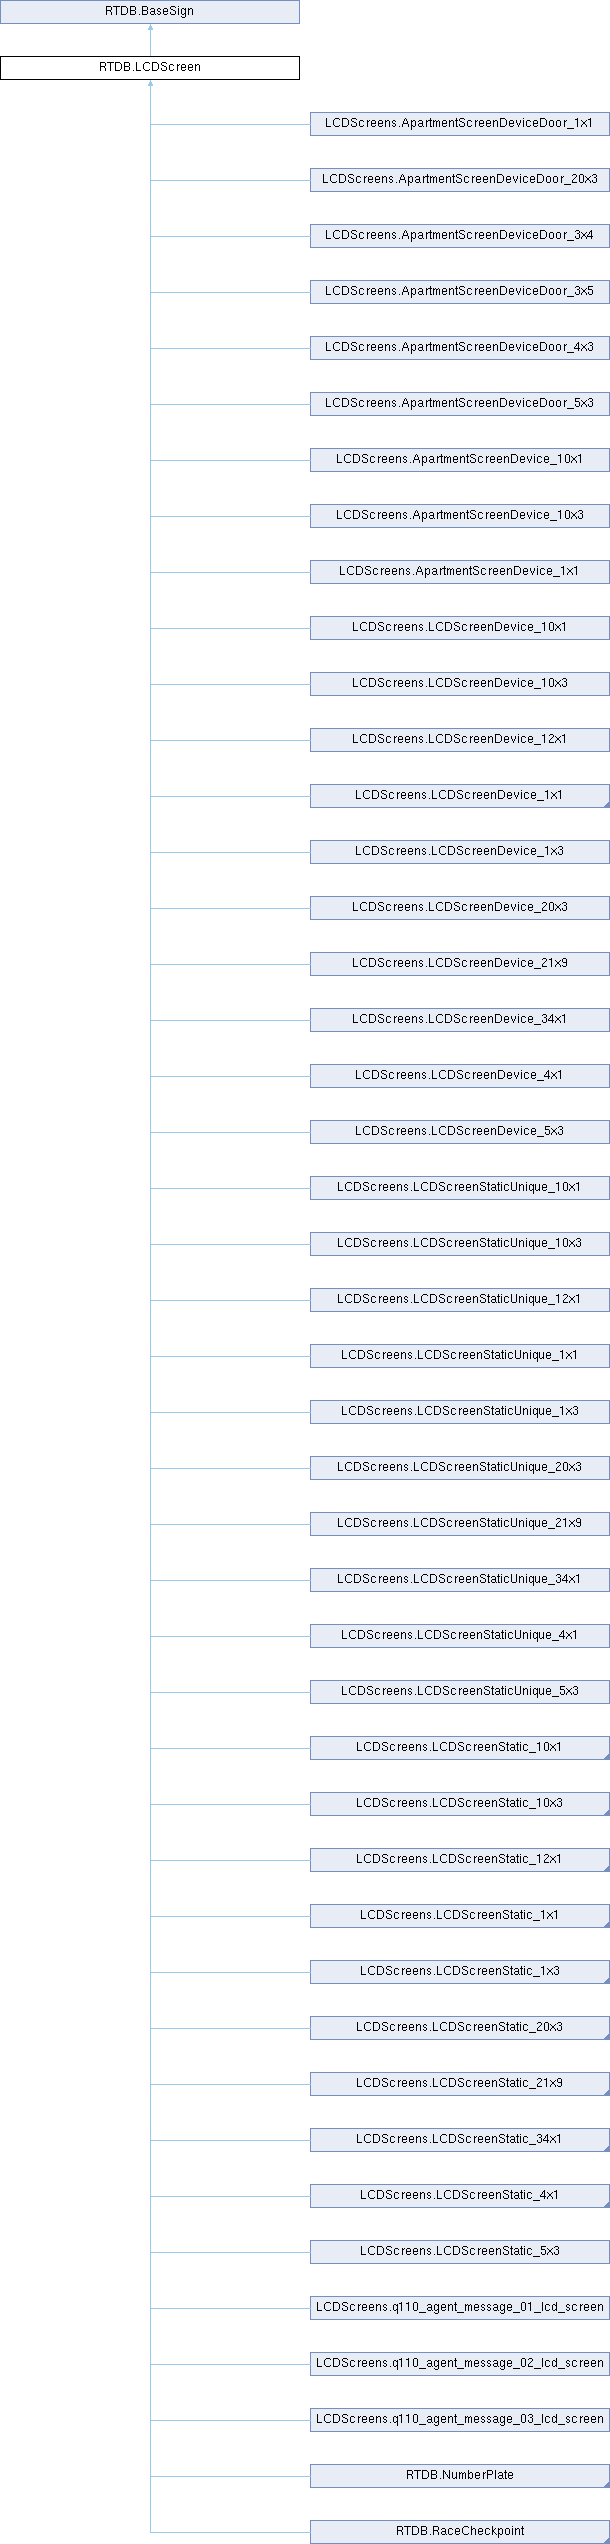 RTDB.BaseSign
RTDB.LCDScreen
LCDScreens.ApartmentScreenDeviceDoor_1x1
LCDScreens.ApartmentScreenDeviceDoor_20x3
LCDScreens.ApartmentScreenDeviceDoor_3x4
LCDScreens.ApartmentScreenDeviceDoor_3x5
LCDScreens.ApartmentScreenDeviceDoor_4x3
LCDScreens.ApartmentScreenDeviceDoor_5x3
LCDScreens.ApartmentScreenDevice_10x1
LCDScreens.ApartmentScreenDevice_10x3
LCDScreens.ApartmentScreenDevice_1x1
LCDScreens.LCDScreenDevice_10x1
LCDScreens.LCDScreenDevice_10x3
LCDScreens.LCDScreenDevice_12x1
LCDScreens.LCDScreenDevice_1x1
LCDScreens.LCDScreenDevice_1x3
LCDScreens.LCDScreenDevice_20x3
LCDScreens.LCDScreenDevice_21x9
LCDScreens.LCDScreenDevice_34x1
LCDScreens.LCDScreenDevice_4x1
LCDScreens.LCDScreenDevice_5x3
LCDScreens.LCDScreenStaticUnique_10x1
LCDScreens.LCDScreenStaticUnique_10x3
LCDScreens.LCDScreenStaticUnique_12x1
LCDScreens.LCDScreenStaticUnique_1x1
LCDScreens.LCDScreenStaticUnique_1x3
LCDScreens.LCDScreenStaticUnique_20x3
LCDScreens.LCDScreenStaticUnique_21x9
LCDScreens.LCDScreenStaticUnique_34x1
LCDScreens.LCDScreenStaticUnique_4x1
LCDScreens.LCDScreenStaticUnique_5x3
LCDScreens.LCDScreenStatic_10x1
LCDScreens.LCDScreenStatic_10x3
LCDScreens.LCDScreenStatic_12x1
LCDScreens.LCDScreenStatic_1x1
LCDScreens.LCDScreenStatic_1x3
LCDScreens.LCDScreenStatic_20x3
LCDScreens.LCDScreenStatic_21x9
LCDScreens.LCDScreenStatic_34x1
LCDScreens.LCDScreenStatic_4x1
LCDScreens.LCDScreenStatic_5x3
LCDScreens.q110_agent_message_01_lcd_screen
LCDScreens.q110_agent_message_02_lcd_screen
LCDScreens.q110_agent_message_03_lcd_screen
RTDB.NumberPlate
RTDB.RaceCheckpoint